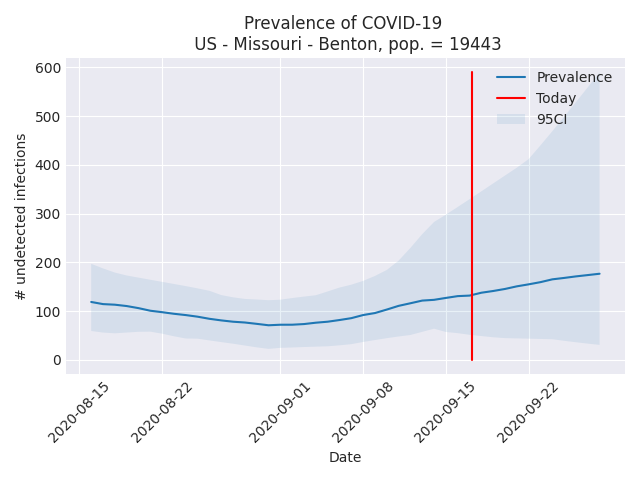 Prevalence of COVID-19
US - Missouri - Benton, pop. = 19443
# undetected infections
600
500
400
300
200
100
0
Prevalence
Today
95CI
2020-08-15
2020-08-22
2020-09-01
2020-09-08
2020-09-15
2020-09-22
Date